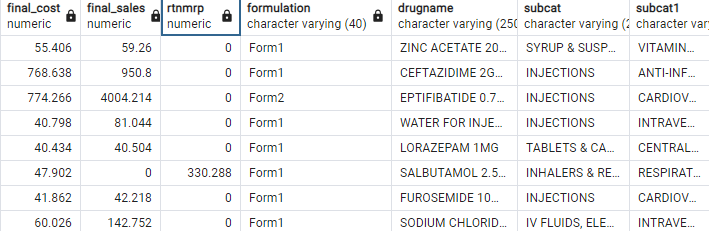 final_cost final_sales rtnmrp formulation drugname subcat subcat1
numeric numeric numeric character varying (40) character varying (250 character varying (2 character varyin
55.406 59.26 0 Form1 ZINC ACETATE 20... SYRUP & SUSP... VITAMIN...
768.638 950.8 0 Form1 CEFTAZIDIME 2G... INJECTIONS ANTI-INF...
774.266 4004.214 0 Form2 EPTIFIBATIDE 0.7... INJECTIONS CARDIOV...
40.798 81.044 0 Form1 WATER FOR INJE... INJECTIONS INTRAVE...
40.434 40.504 0 Form1 LORAZEPAM 1MG TABLETS & CA... CENTRAL...
47.902 0 330.288 Form1 SALBUTAMOL 2.5... INHALERS & RE... RESPIRAT...
41.862 42.218 0 Form1 FUROSEMIDE 10... INJECTIONS CARDIOV...
60.026 142.752 0 Form1 SODIUM CHLORID... IV FLUIDS, ELE... INTRAVE...